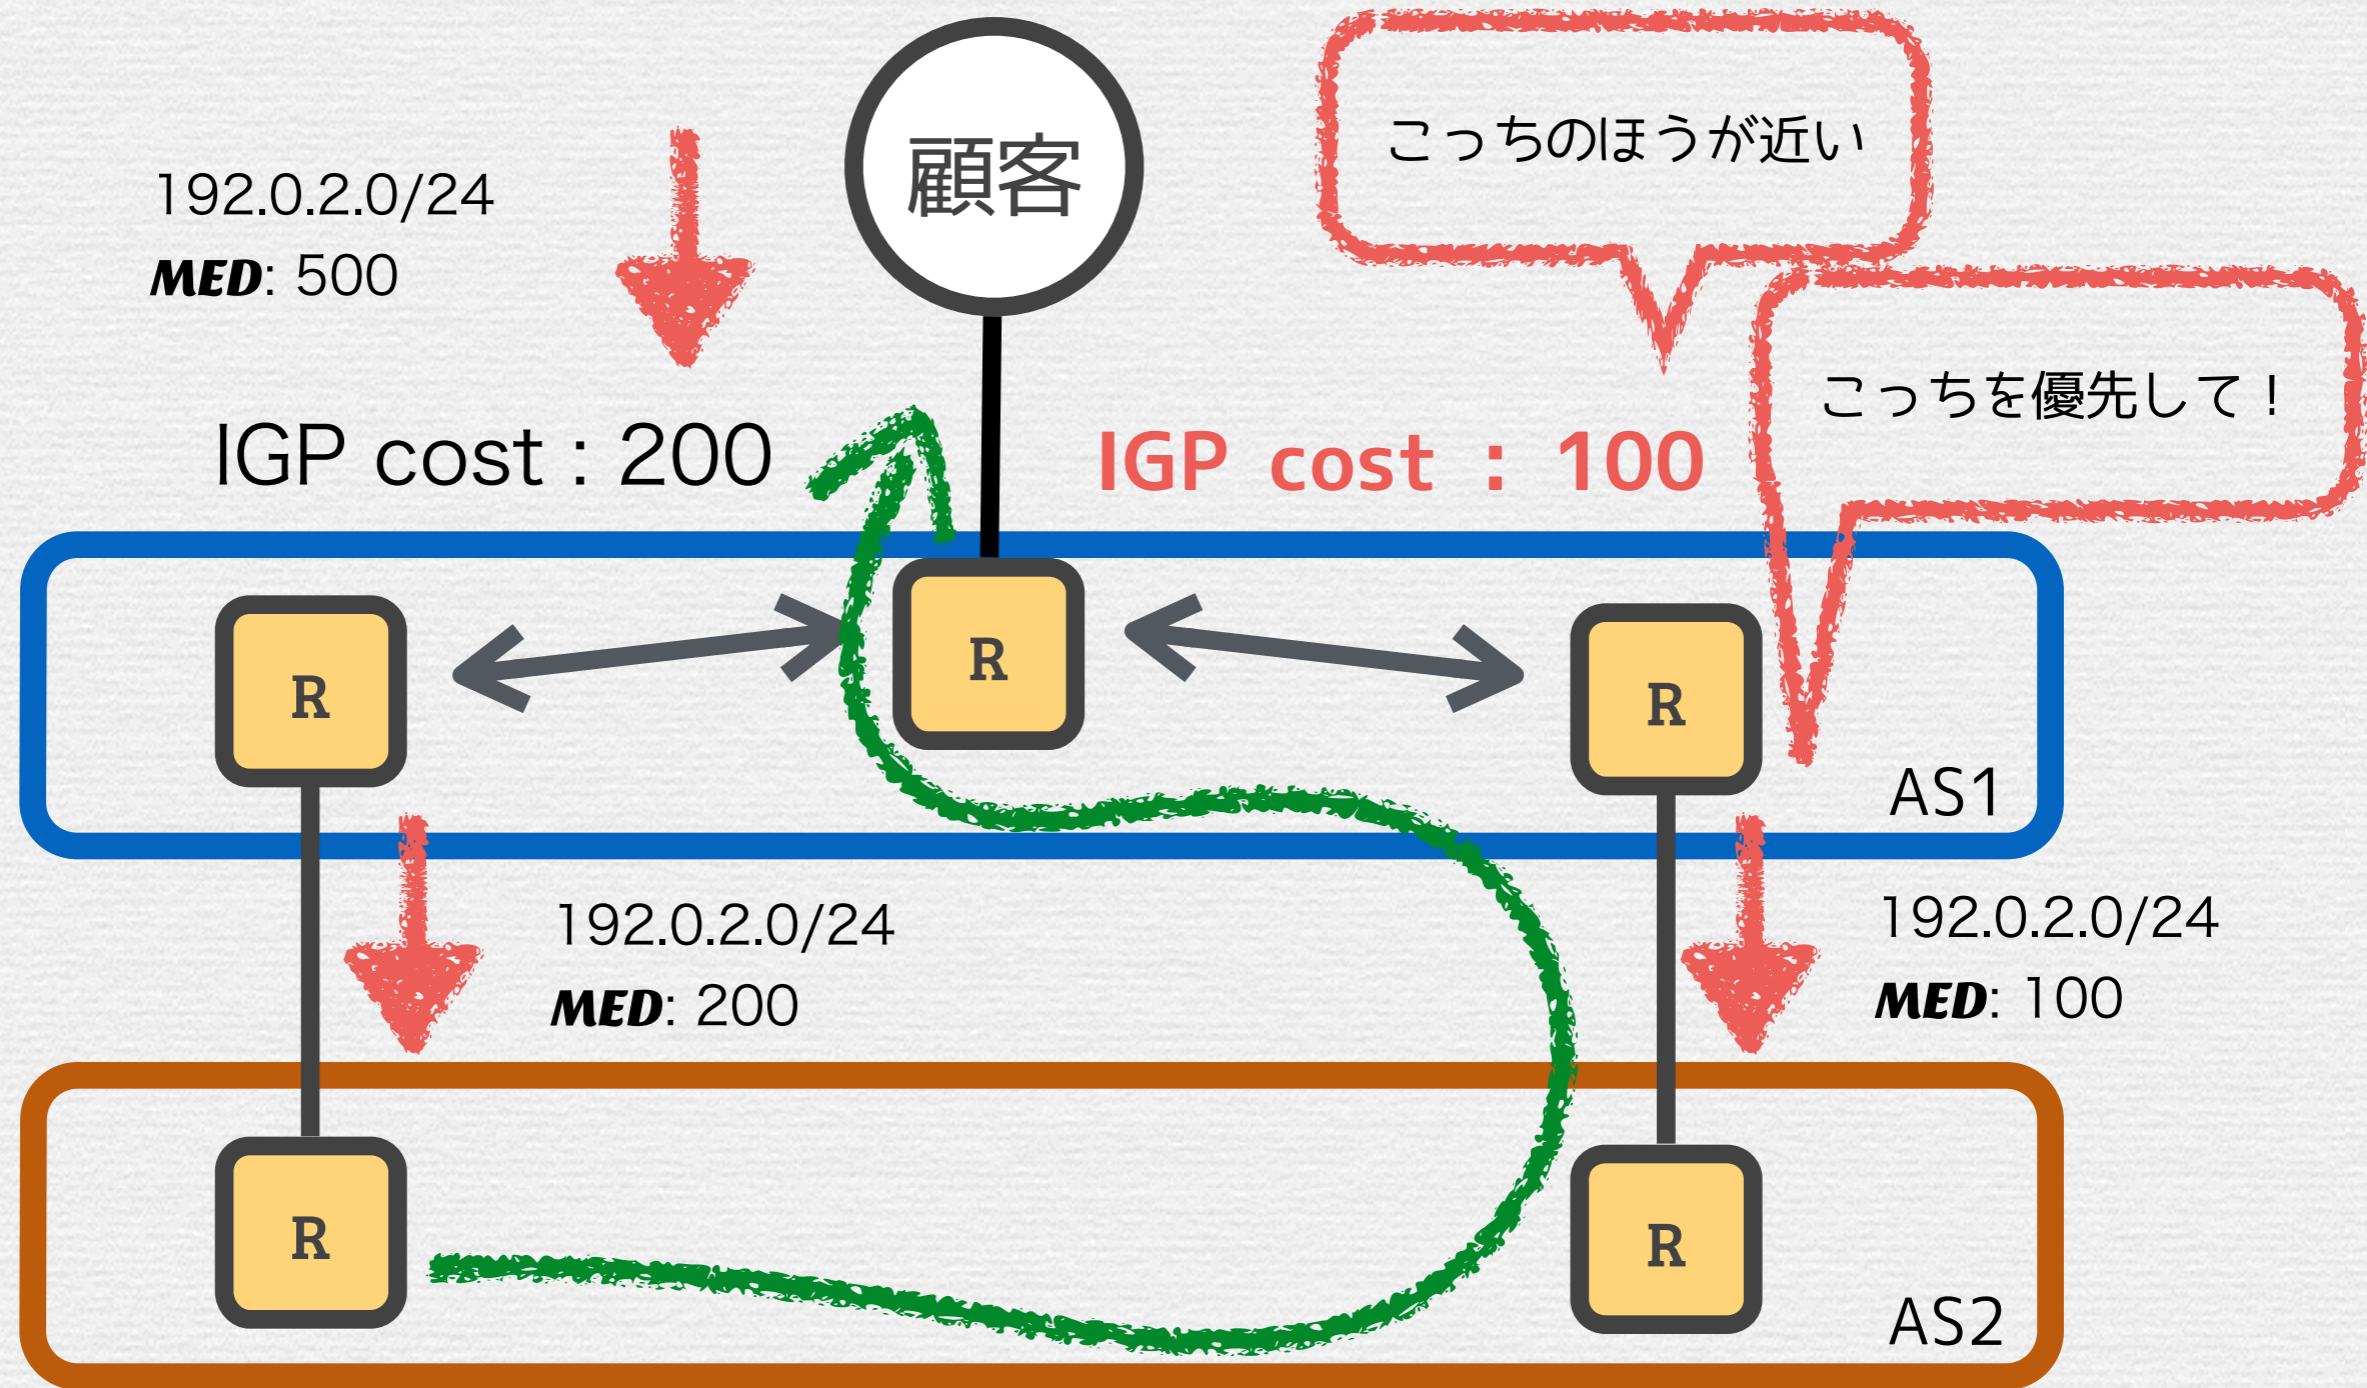 顧客
こっちのほうが近い
192.0.2.0/24
MED: 500
こっちを優先して！
IGP cost : 200
IGP cost : 100
R
R
R
AS1
192.0.2.0/24
MED: 200
192.0.2.0/24
MED: 100
R
R
AS2